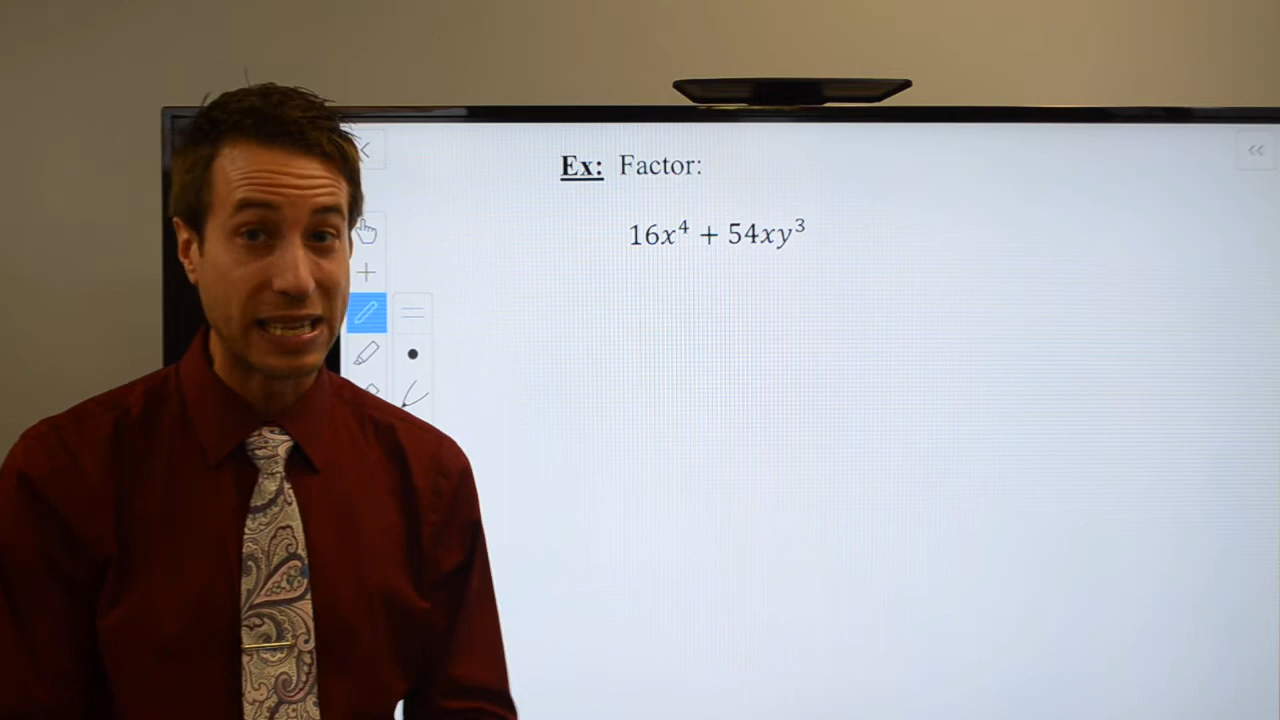 Ex: Factor:
16x⁴ + 54xy³